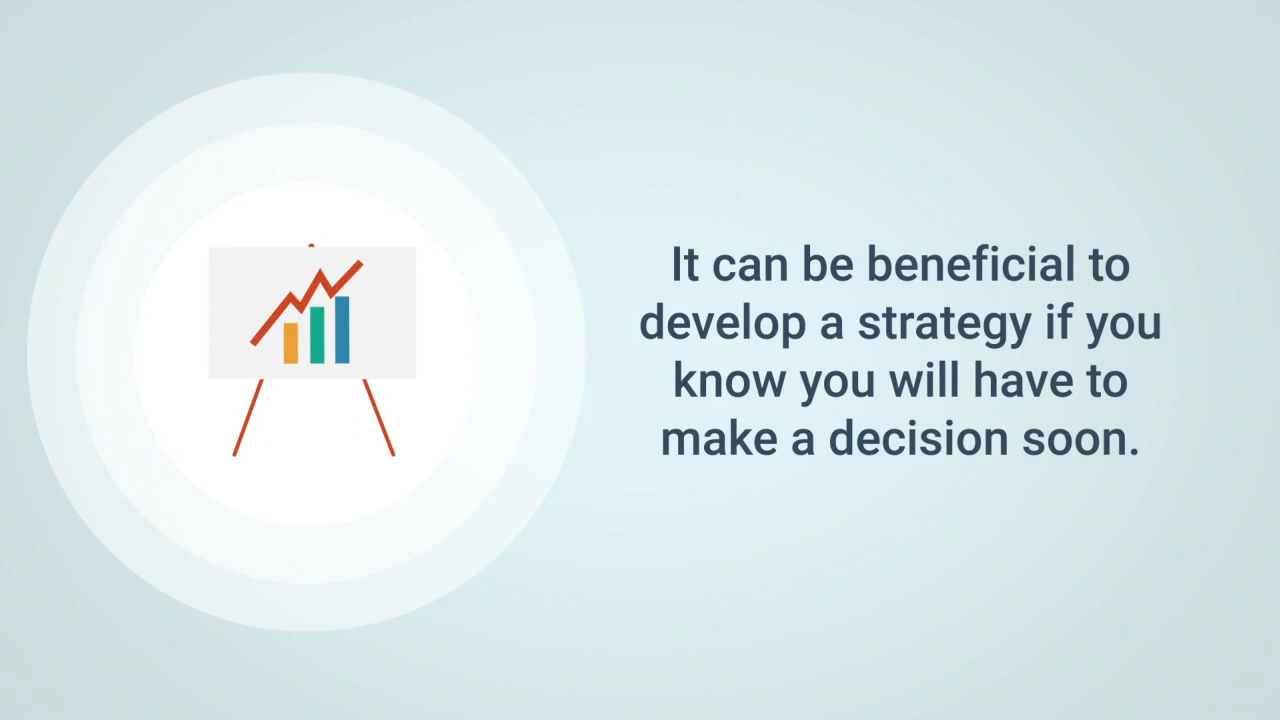 It can be beneficial to
develop a strategy if you
know you will have to
make a decision soon.